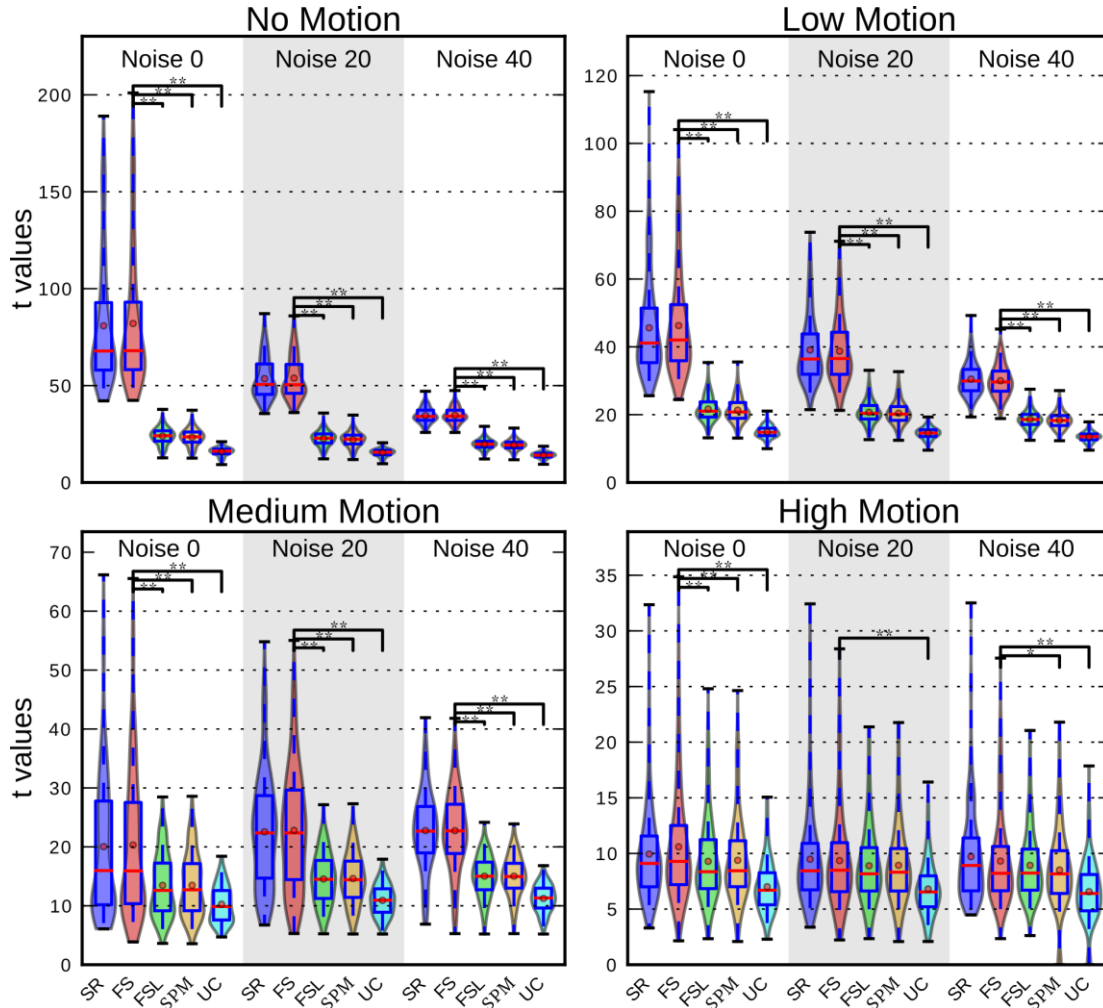 No Motion
Low Motion
Noise 0 Noise 20 Noise 40
Noise 0 Noise 20 Noise 40
t values
200
150
100
50
0
120
100
80
60
40
20
0
** ** **
** ** **
** ** **
** ** **
** ** **
** ** **
Medium Motion
High Motion
Noise 0 Noise 20 Noise 40
Noise 0 Noise 20 Noise 40
t values
70
60
50
40
30
20
10
0
35
30
25
20
15
10
5
0
** ** **
** ** **
** ** **
** ** **
**
** *
SR FS FSL SPM UC SR FS FSL SPM UC SR FS FSL SPM UC
SR FS FSL SPM UC SR FS FSL SPM UC SR FS FSL SPM UC